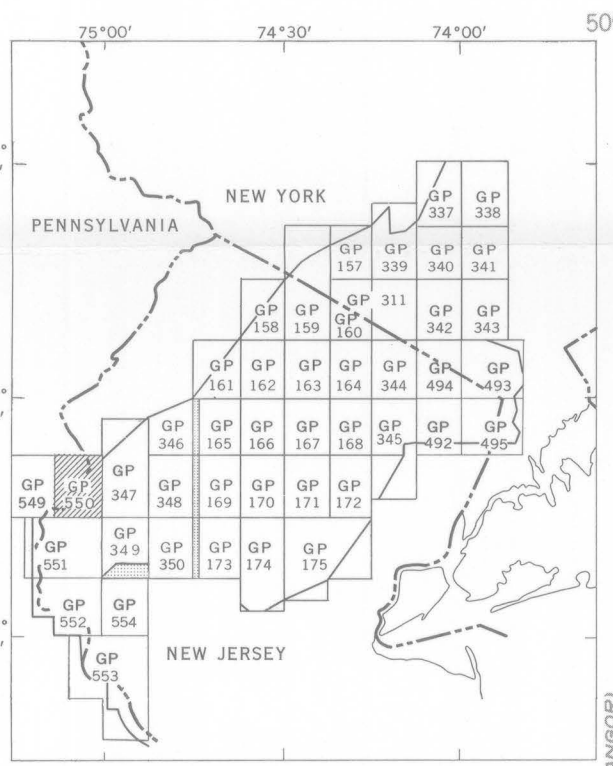 75°00'
74°30'
74°00'
50
NEW YORK
PENNSYLVANIA
GP
337
GP
338
GP
157
GP
339
GP
340
GP
341
GP
158
GP
159
GP 311
GP
160
GP
342
GP
343
GP
161
GP
162
GP
163
GP
164
GP
344
GP
494
GP
493
GP
346
GP
165
GP
166
GP
167
GP
168
GP
345
GP
492
GP
495
GP
549
GP
550
GP
347
GP
348
GP
169
GP
170
GP
171
GP
172
GP
551
GP
349
GP
350
GP
173
GP
174
GP
175
GP
552
GP
554
GP
553
NEW JERSEY